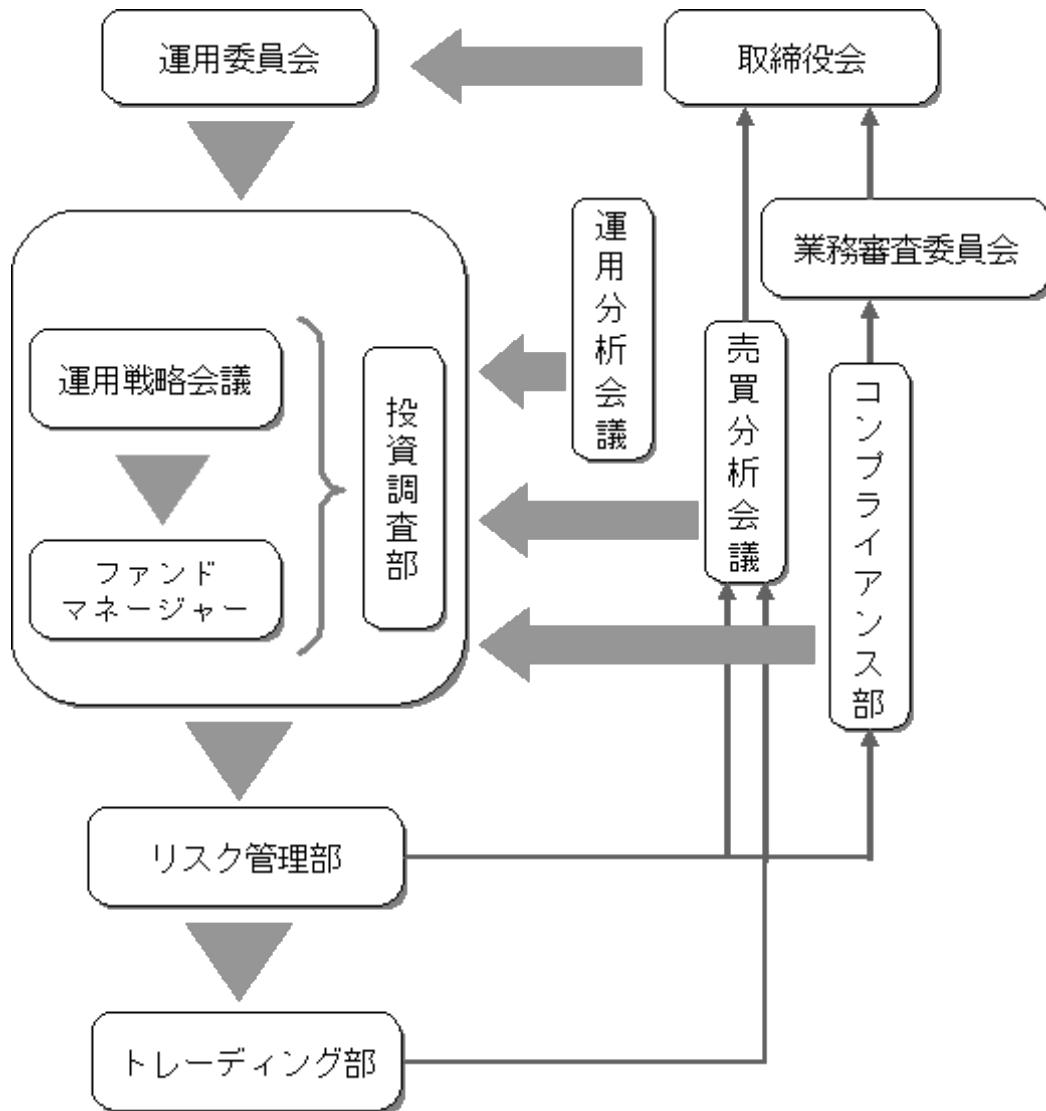 運用委員会
取締役会
業務審査委員会
運用分析会議
売買分析会議
コンプライアンス部
運用戦略会議
投資調査部
ファンド
マネージャー
リスク管理部
トレーディング部